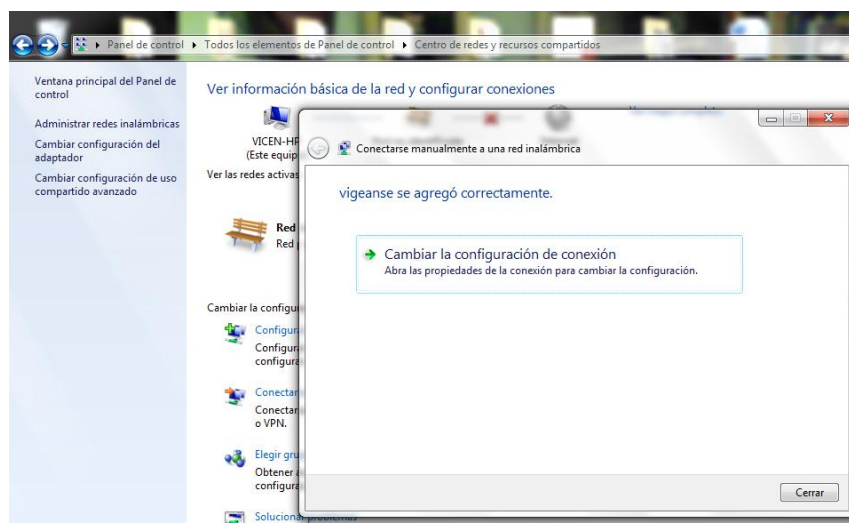 Panel de control ▸ Todos los elementos de Panel de control ▸ Centro de redes y recursos compartidos
Ventana principal del Panel de
control
Administrar redes inalámbricas
Cambiar configuración del
adaptador
Cambiar configuración de uso
compartido avanzado
Ver información básica de la red y configurar conexiones
VICEN-HP
(Este equip
Ver las redes activas
Red
Red
Cambiar la configu
Configur
Configur
configura
Conectar
Conectar
o VPN.
Elegir gru
Obtener
configura
Solucionar problemas
Conectarse manualmente a una red inalámbrica
vigeanse se agregó correctamente.
Cambiar la configuración de conexión
Abra las propiedades de la conexión para cambiar la configuración.
Cerrar